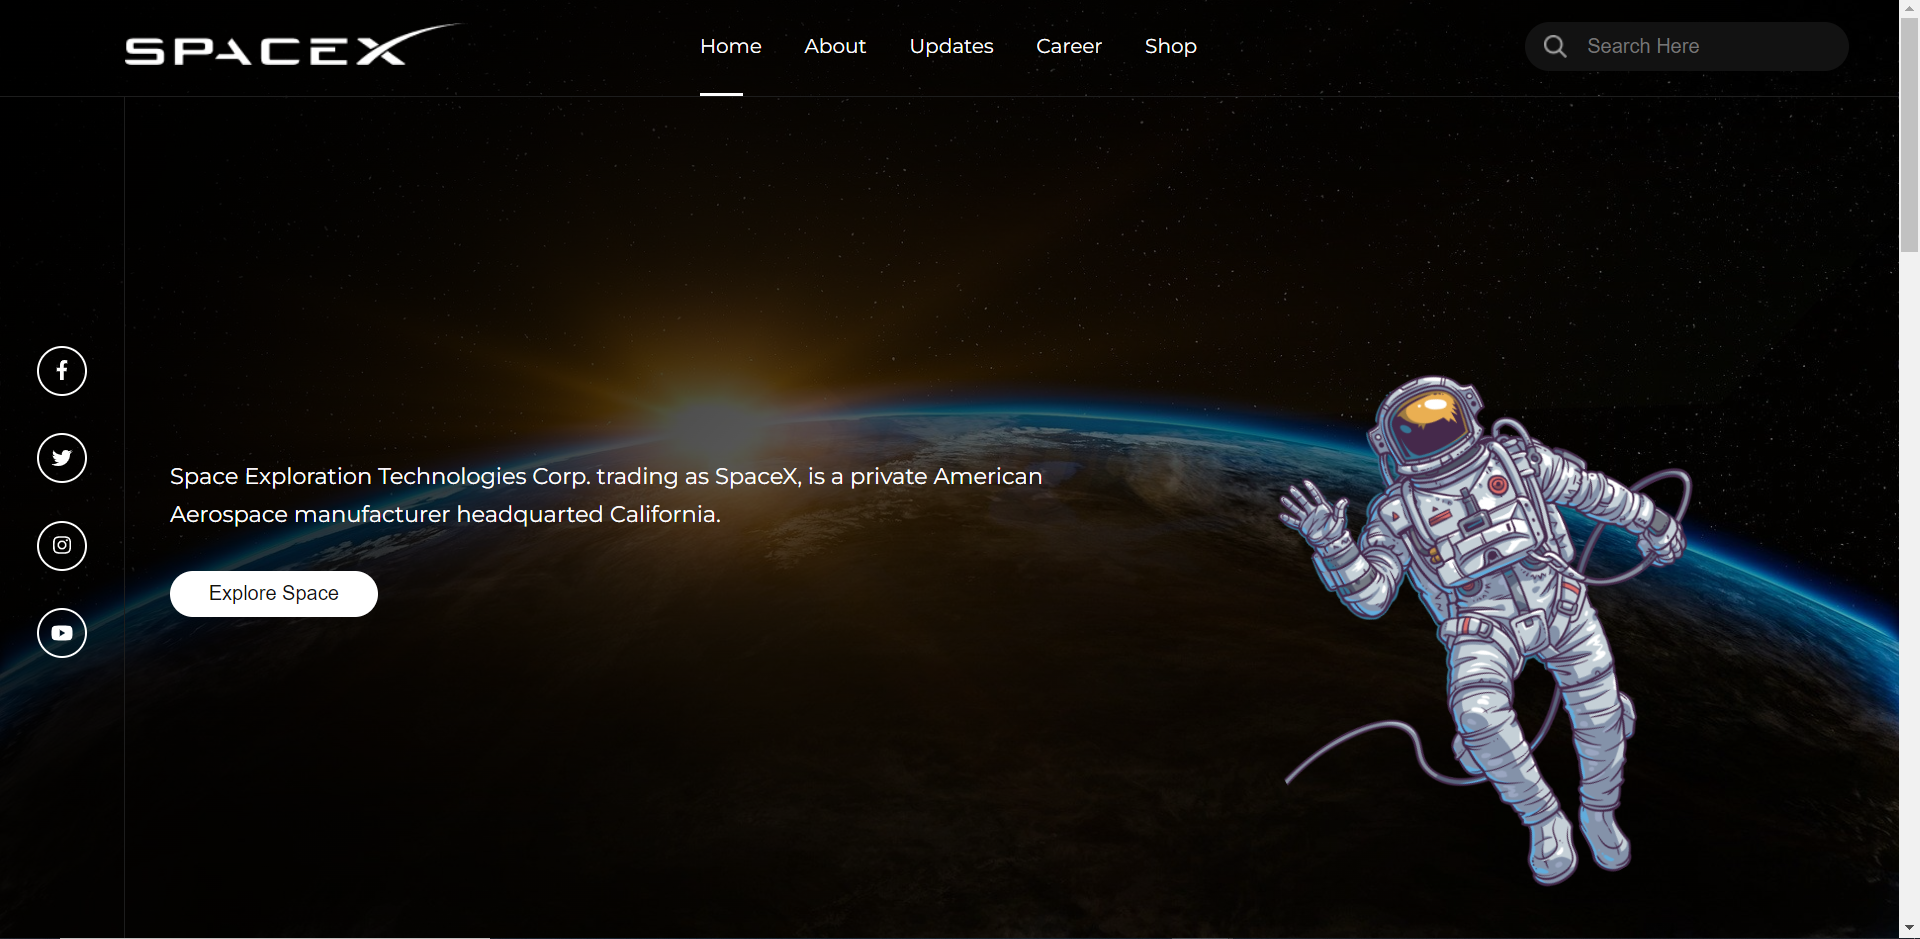 SPACEX
Home
About
Updates
Career
Shop
Search Here
Space Exploration Technologies Corp. trading as SpaceX, is a private American
Aerospace manufacturer headquarted California.
Explore Space